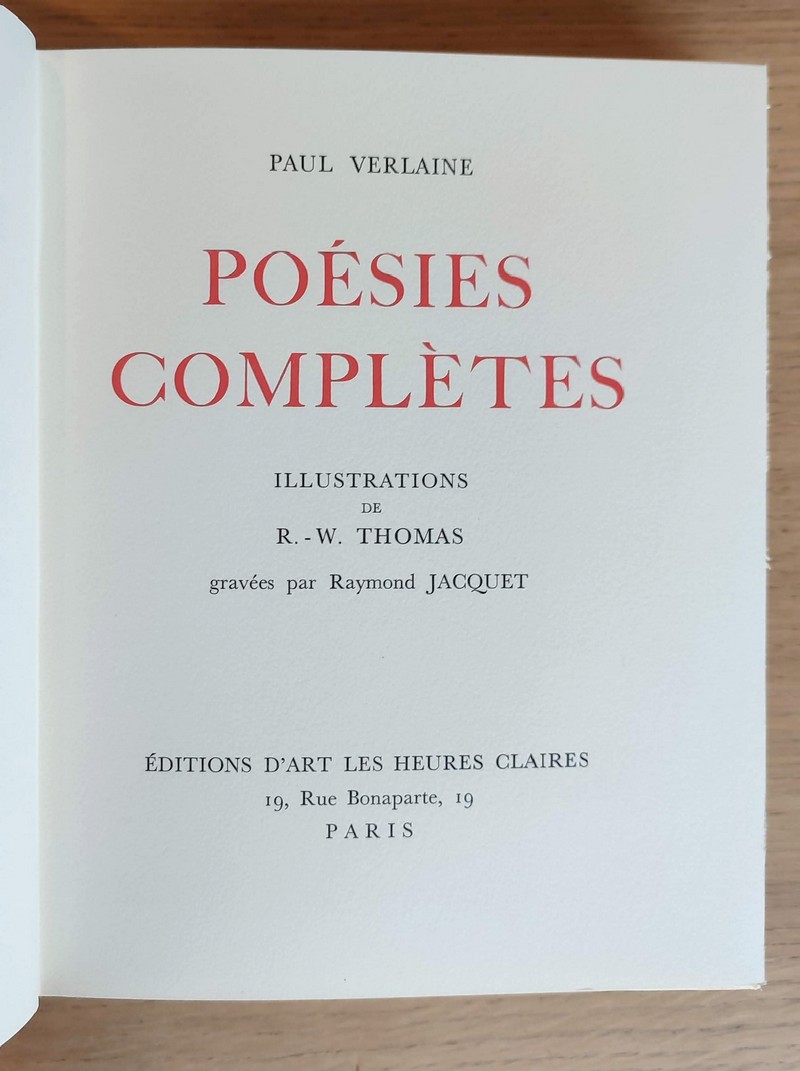 PAUL VERLAINE
POÉSIES
COMPLÈTES
ILLUSTRATIONS
DE
R.-W. THOMAS
gravées par Raymond JACQUET
ÉDITIONS D'ART LES HEURES CLAIRES
19, Rue Bonaparte, 19
PARIS